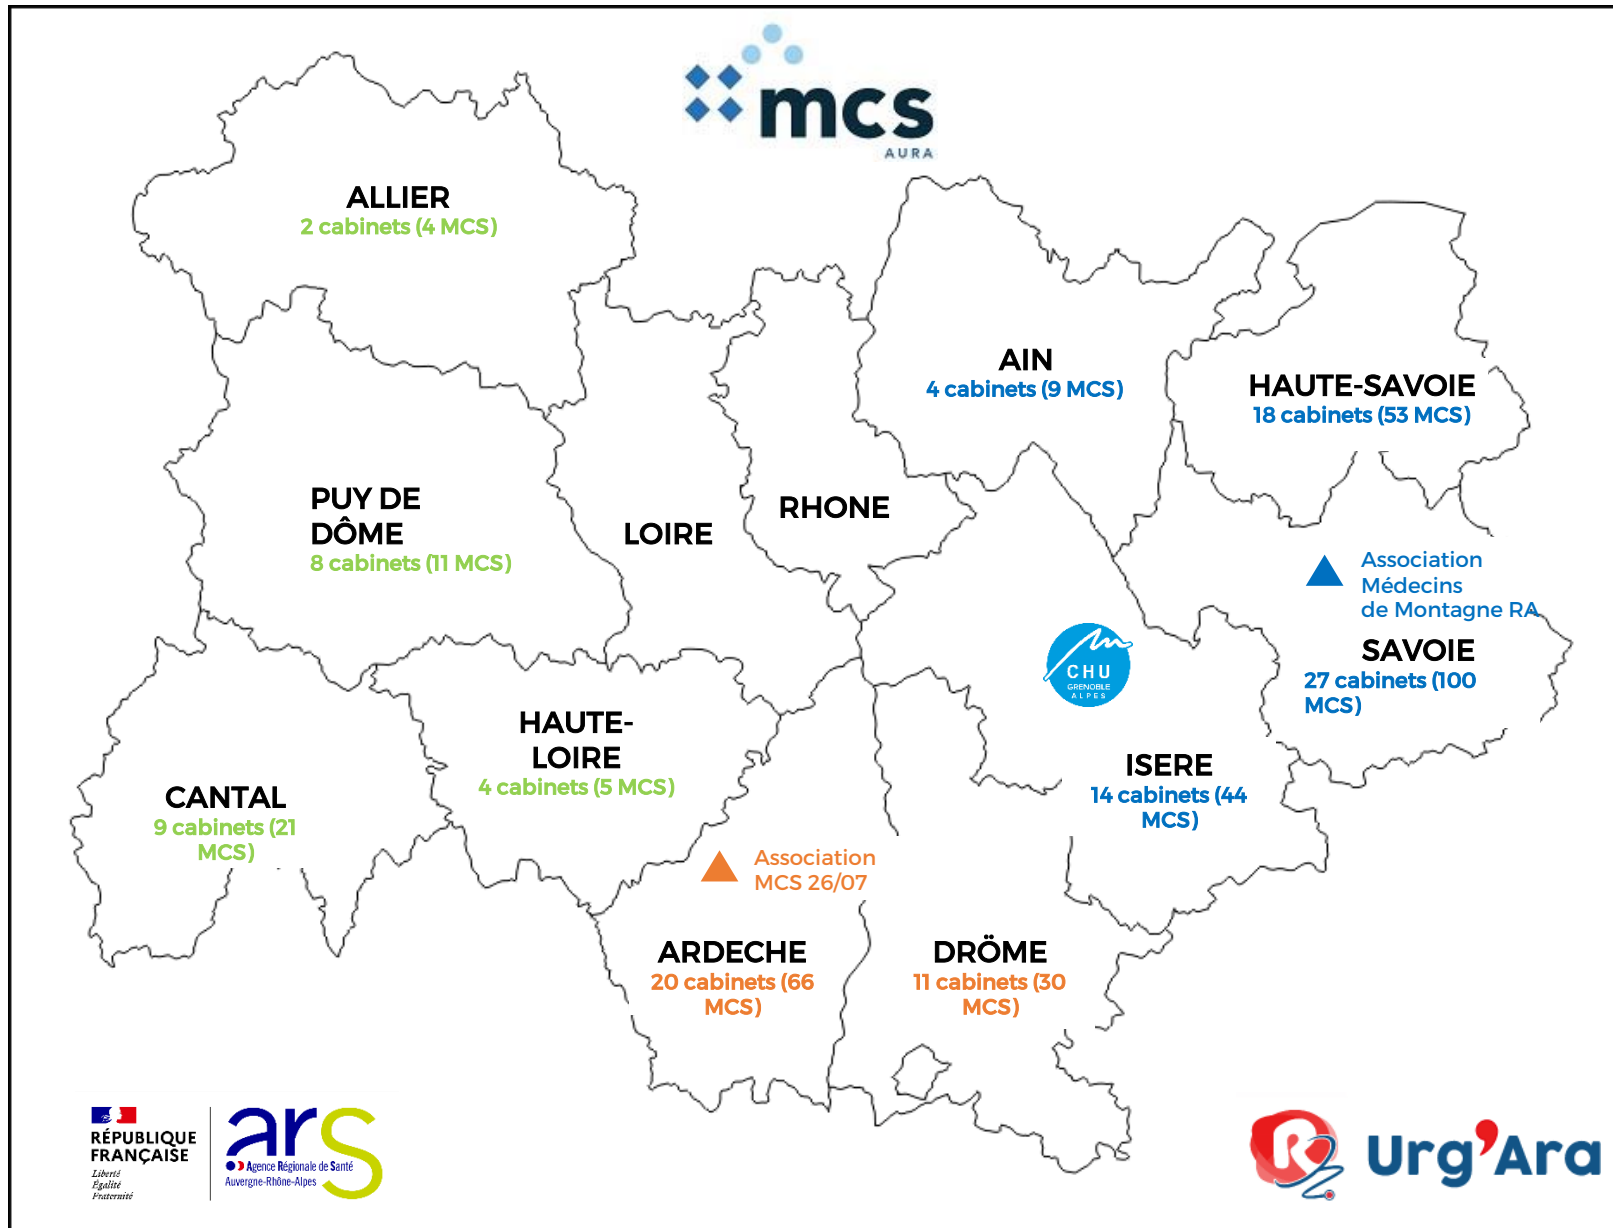 mcs
AURA
ALLIER
2 cabinets (4 MCS)
AIN
4 cabinets (9 MCS)
HAUTE-SAVOIE
18 cabinets (53 MCS)
PUY DE
DÔME
8 cabinets (11 MCS)
LOIRE
RHONE
Association
Médecins
de Montagne RA
SAVOIE
27 cabinets (100
MCS)
CHU
GRENOBLE
ALPES
HAUTE-
LOIRE
4 cabinets (5 MCS)
ISERE
14 cabinets (44
MCS)
CANTAL
9 cabinets (21
MCS)
Association
MCS 26/07
ARDECHE
20 cabinets (66
MCS)
DRÖME
11 cabinets (30
MCS)
RÉPUBLIQUE
FRANÇAISE
Liberté
Égalité
Fraternité
ars
Agence Régionale de Santé
Auvergne-Rhône-Alpes
R
Urg'Ara